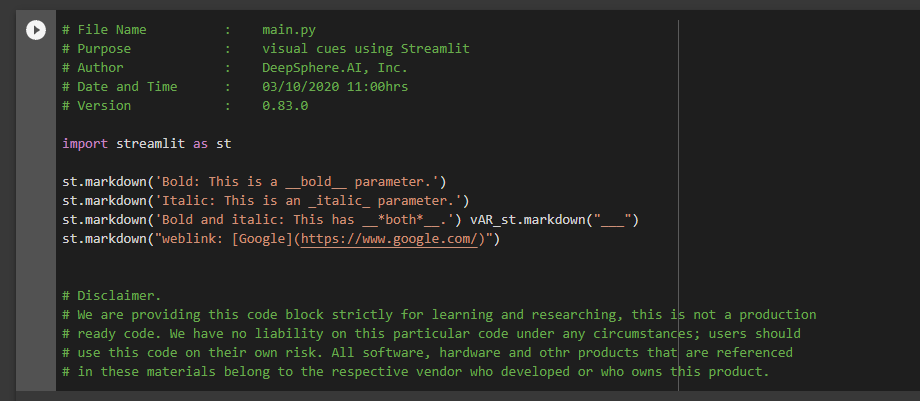 # File Name          :    main.py
# Purpose            :    visual cues using Streamlit
# Author             :    DeepSphere.AI, Inc.
# Date and Time      :    03/10/2020 11:00hrs
# Version            :    0.83.0
import streamlit as st
st.markdown('Bold: This is a __bold__ parameter.')
st.markdown('Italic: This is an _italic_ parameter.')
st.markdown('Bold and italic: This has __*both*__.') vAR_st.markdown("___")
st.markdown("weblink: [Google](https://www.google.com/)")
# Disclaimer.
# We are providing this code block strictly for learning and researching, this is not a production
# ready code. We have no liability on this particular code under any circumstances; users should
# use this code on their own risk. All software, hardware and othr products that are referenced
# in these materials belong to the respective vendor who developed or who owns this product.